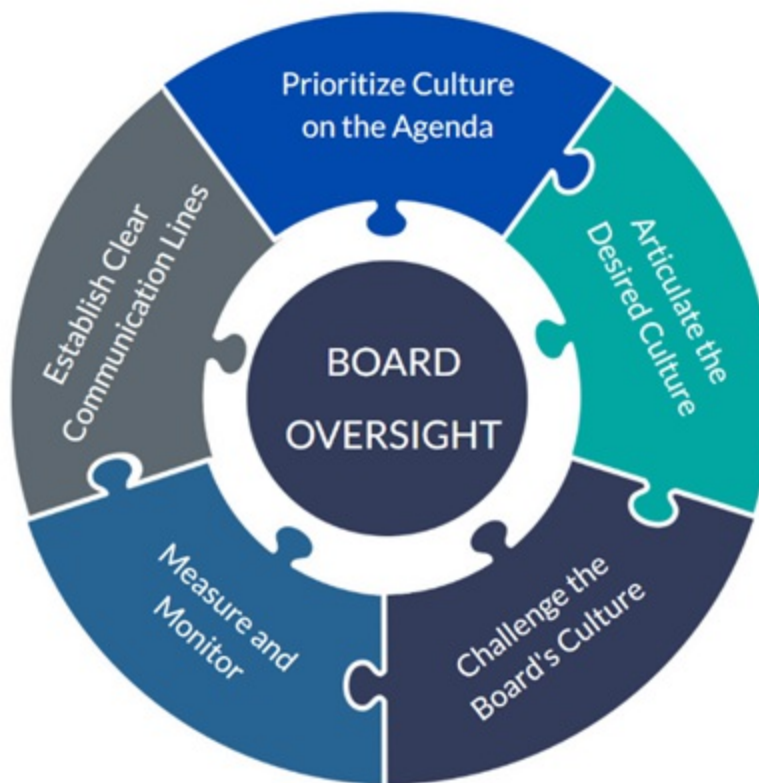 Prioritize Culture
on the Agenda
Articulate the
Desired Culture
Challenge the
Board's Culture
Measure and
Monitor
Establish Clear
Communication Lines
BOARD
OVERSIGHT